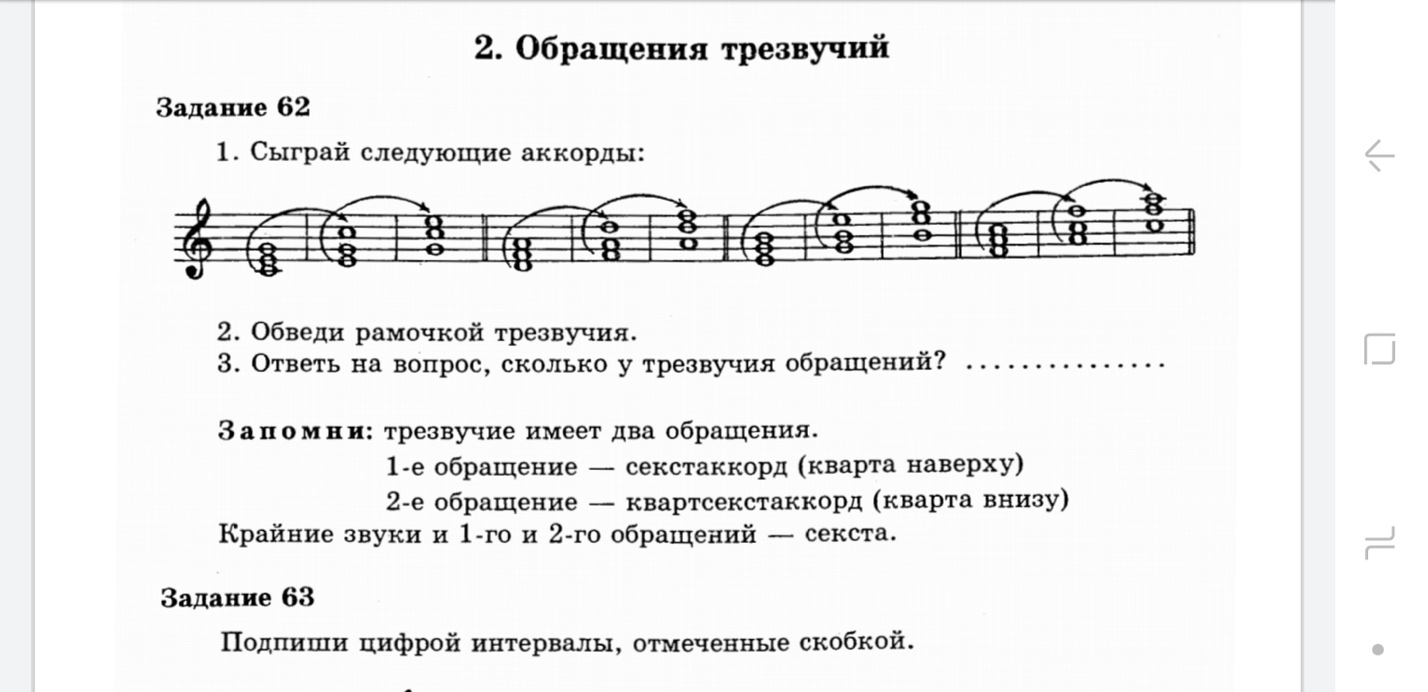 2. Обращения трезвучий
Задание 62
1. Сыграй следующие аккорды:
2. Обведи рамочкой трезвучия.
3. Ответь на вопрос, сколько у трезвучия обращений? ...............
Запомни: трезвучие имеет два обращения.
1-е обращение — секстаккорд (кварта наверху)
2-е обращение — квартсекстаккорд (кварта внизу)
Крайние звуки и 1-го и 2-го обращений — секста.
Задание 63
Подпиши цифрой интервалы, отмеченные скобкой.